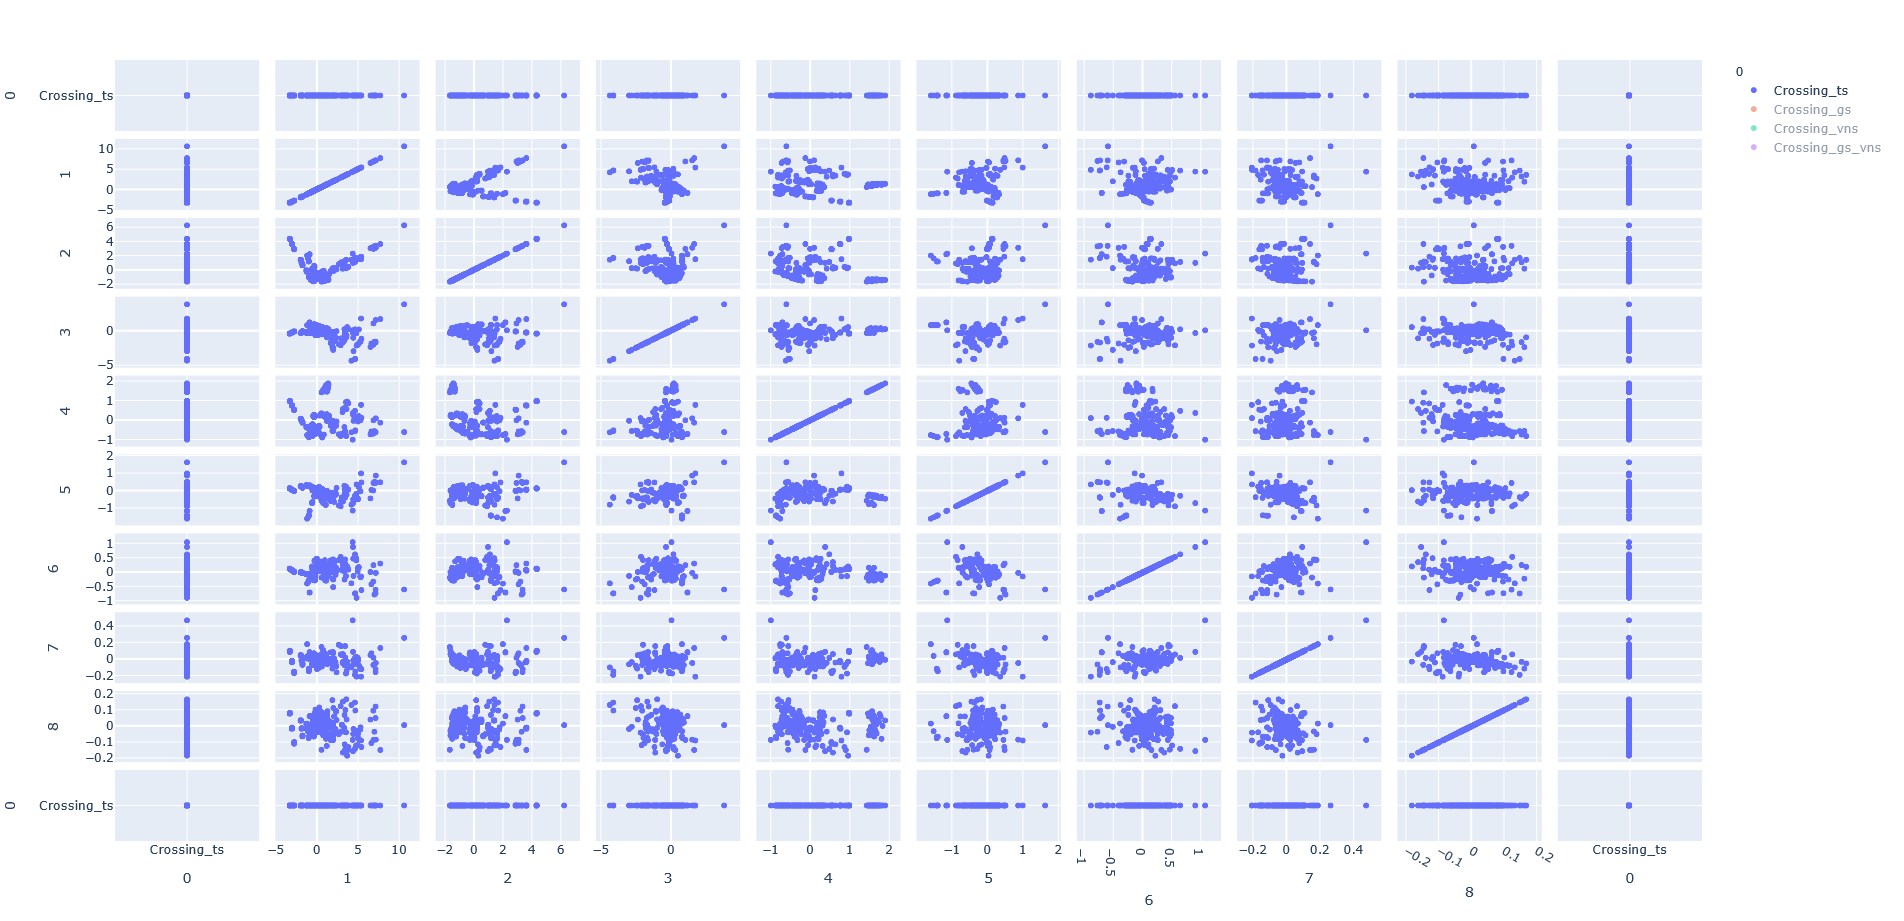 0
0 Crossing_ts
Crossing_ts
Crossing_gs
Crossing_vns
Crossing_gs_vns
1 10 5 0 −5
2 6 4 2 0 −2
3 0 −5
4 2 1 0 −1
5 2 1 0 −1
6 1 0.5 0 −0.5 −1
7 0.4 0.2 0 −0.2
8 0.2 0.1 0 −0.1 −0.2
0 Crossing_ts
Crossing_ts −5 0 5 10 −2 0 2 4 6 −5 0 −1 0 1 2 −1 0 1 2 −1 −0.5 0 0.5 1 −0.2 0 0.2 0.4 −0.2 −0.1 0 0.1 0.2 Crossing_ts
0 1 2 3 4 5 6 7 8 0